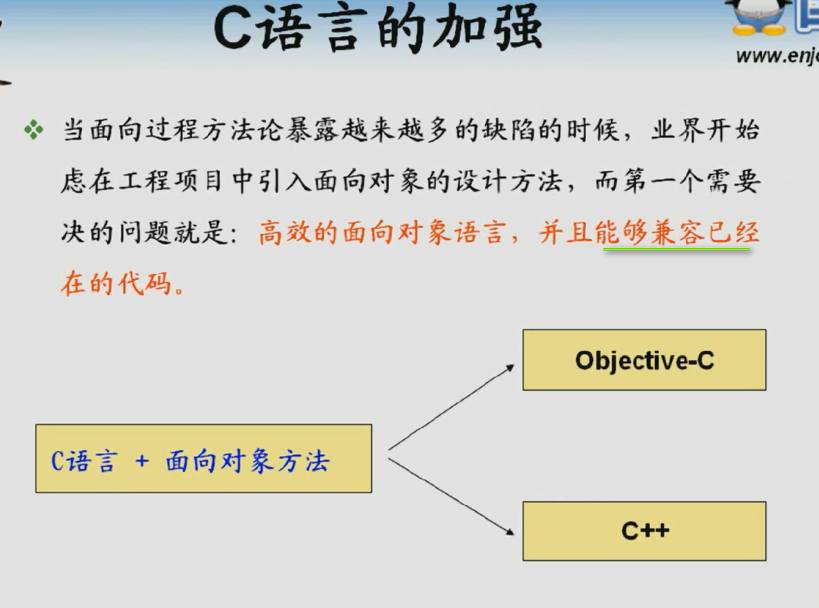 C语言的加强
www.enjo
当面向过程方法论暴露越来越多的缺陷的时候，业界开始
虑在工程项目中引入面向对象的设计方法，而第一个需要
决的问题就是：高效的面向对象语言，并且能够兼容已经
在的代码。
Objective-C
C语言 + 面向对象方法
C++